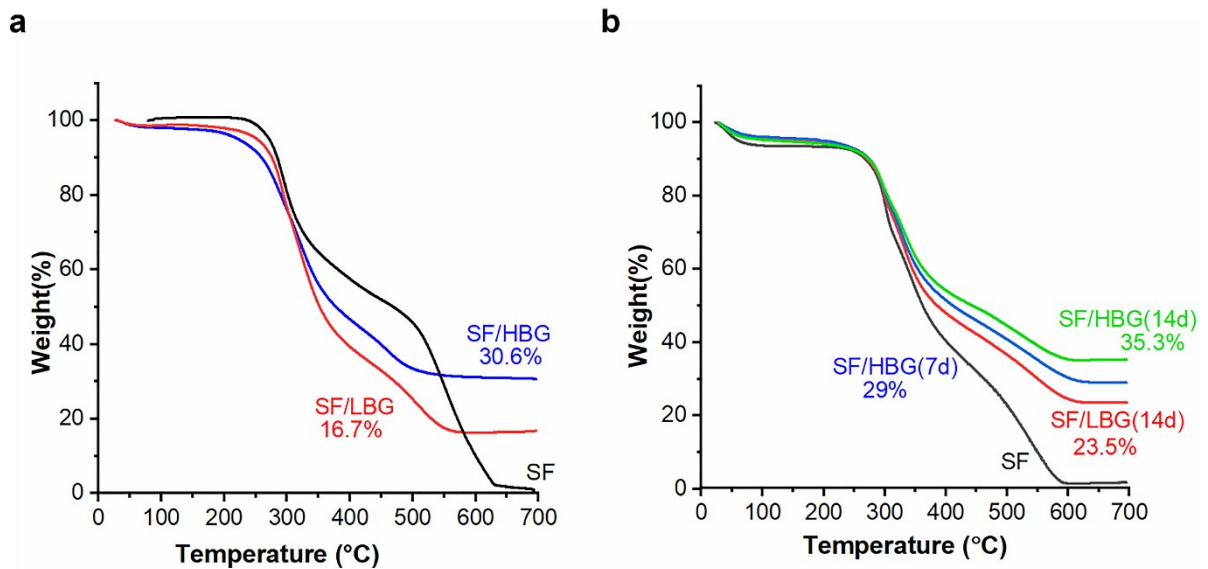 a
Weight(%)
100
80
60
40
20
0
0 100 200 300 400 500 600 700
Temperature (°C)
SF/HBG
30.6%
SF/LBG
16.7%
SF
b
Weight(%)
100
80
60
40
20
0
0 100 200 300 400 500 600 700
Temperature (°C)
SF/HBG(14d)
35.3%
SF/HBG(7d)
29%
SF/LBG(14d)
23.5%
SF